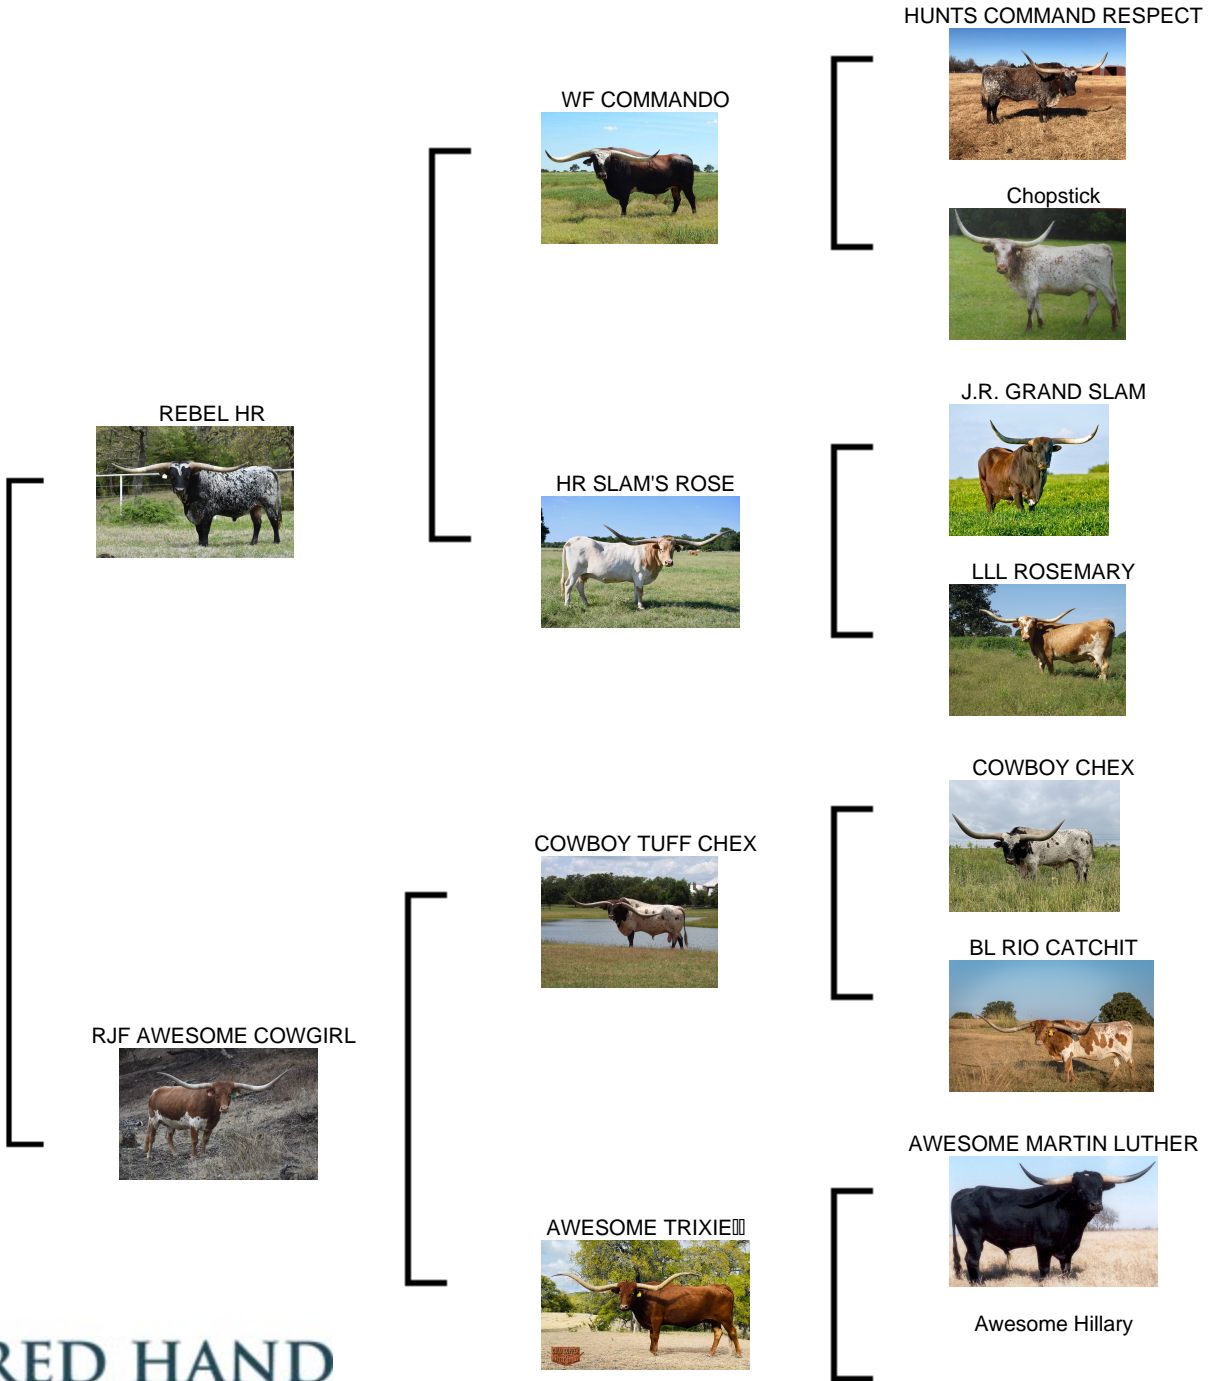 HUNTS COMMAND RESPECT
WF COMMANDO
Chopstick
J.R. GRAND SLAM
REBEL HR
HR SLAM'S ROSE
LLL ROSEMARY
COWBOY CHEX
COWBOY TUFF CHEX
BL RIO CATCHIT
RJF AWESOME COWGIRL
AWESOME MARTIN LUTHER
AWESOME TRIXIE
Awesome Hillary
RED HAND